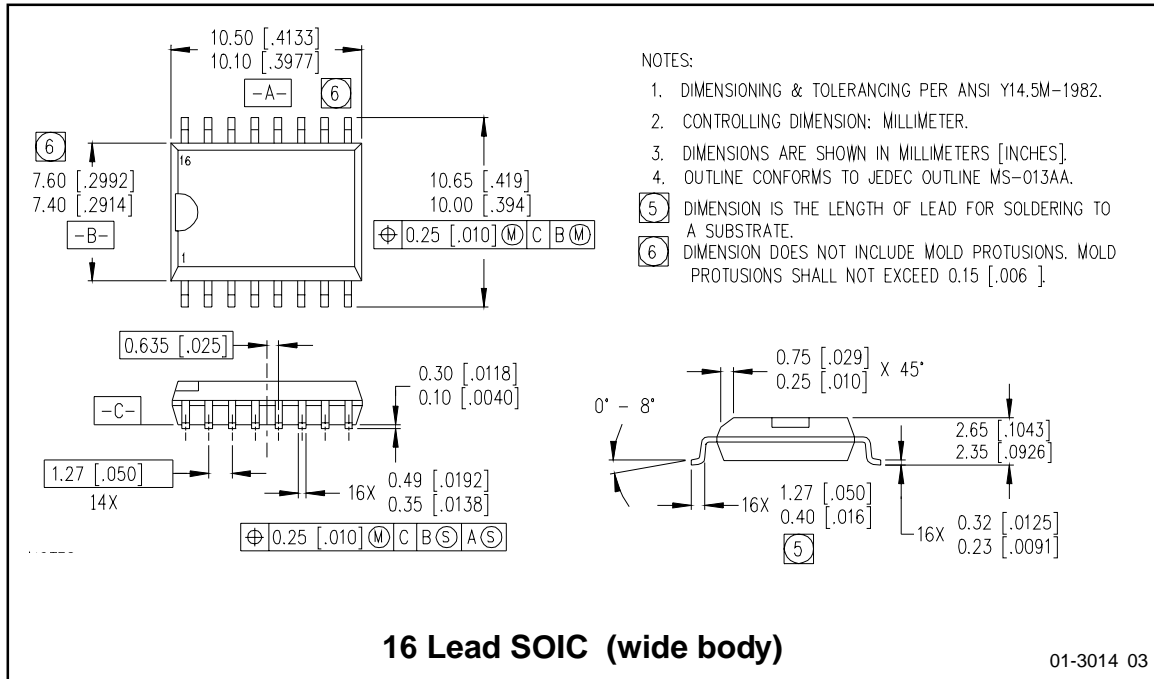 10.50 [.4133]
10.10 [.3977]
-A-
6
6
7.60 [.2992]
7.40 [.2914]
-B-
16
1
10.65 [.419]
10.00 [.394]
⌖ 0.25 [.010] Ⓜ C B Ⓜ
NOTES:
1. DIMENSIONING & TOLERANCING PER ANSI Y14.5M-1982.
2. CONTROLLING DIMENSION: MILLIMETER.
3. DIMENSIONS ARE SHOWN IN MILLIMETERS [INCHES].
4. OUTLINE CONFORMS TO JEDEC OUTLINE MS-013AA.
5 DIMENSION IS THE LENGTH OF LEAD FOR SOLDERING TO
A SUBSTRATE.
6 DIMENSION DOES NOT INCLUDE MOLD PROTUSIONS. MOLD
PROTUSIONS SHALL NOT EXCEED 0.15 [.006 ].
0.635 [.025]
-C-
0.30 [.0118]
0.10 [.0040]
1.27 [.050]
14X
16X 0.49 [.0192]
0.35 [.0138]
⌖ 0.25 [.010] Ⓜ C B Ⓢ A Ⓢ
0.75 [.029]
0.25 [.010]
X 45°
0° - 8°
2.65 [.1043]
2.35 [.0926]
16X 1.27 [.050]
0.40 [.016]
5
16X 0.32 [.0125]
0.23 [.0091]
16 Lead SOIC (wide body)
01-3014 03